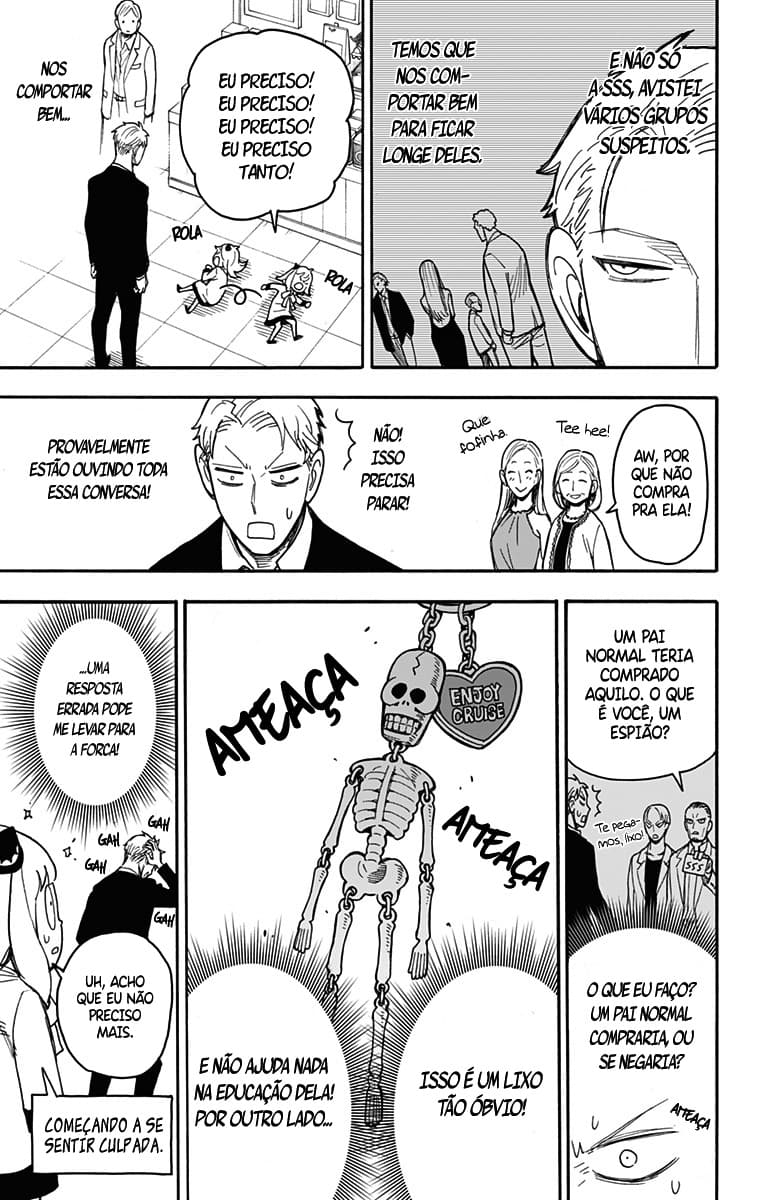 E NÃO SÓ
A SSS, AVISTEI
VÁRIOS GRUPOS
SUSPEITOS.
TEMOS QUE
NOS COM-
PORTAR BEM
PARA FICAR
LONGE DELES.
EU PRECISO!
EU PRECISO!
EU PRECISO!
EU PRECISO
TANTO!
NOS
COMPORTAR
BEM...
ROLA
ROLA
AW, POR
QUE NÃO
COMPRA
PRA ELA!
Tee hee!
Que
fofinha.
NÃO!
ISSO
PRECISA
PARAR!
PROVAVELMENTE
ESTÃO OUVINDO TODA
ESSA CONVERSA!
UM PAI
NORMAL TERIA
COMPRADO
AQUILO. O QUE
É VOCÊ, UM
ESPIÃO?
Te pega-
mos, lixo!
SSS
O QUE EU FAÇO?
UM PAI NORMAL
COMPRARIA, OU
SE NEGARIA?
AMEAÇA
ENJOY
CRUISE
AMEAÇA
AMEAÇA
ISSO É UM LIXO
TÃO ÓBVIO!
E NÃO AJUDA NADA
NA EDUCAÇÃO DELA!
POR OUTRO LADO...
...UMA
RESPOSTA
ERRADA PODE
ME LEVAR PARA
A FORCA!
GAH
GAH
GAH
GAH
UH, ACHO
QUE EU NÃO
PRECISO
MAIS.
COMEÇANDO A SE
SENTIR CULPADA.